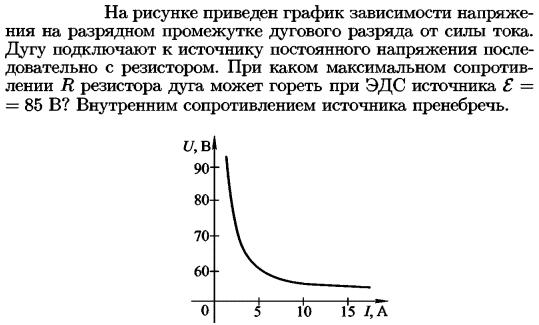 На рисунке приведен график зависимости напряже-
ния на разрядном промежутке дугового разряда от силы тока.
Дугу подключают к источнику постоянного напряжения после-
довательно с резистором. При каком максимальном сопротив-
лении R резистора дуга может гореть при ЭДС источника ℰ =
= 85 В? Внутренним сопротивлением источника пренебречь.
U, В
90
80
70
60
0 5 10 15 I, А